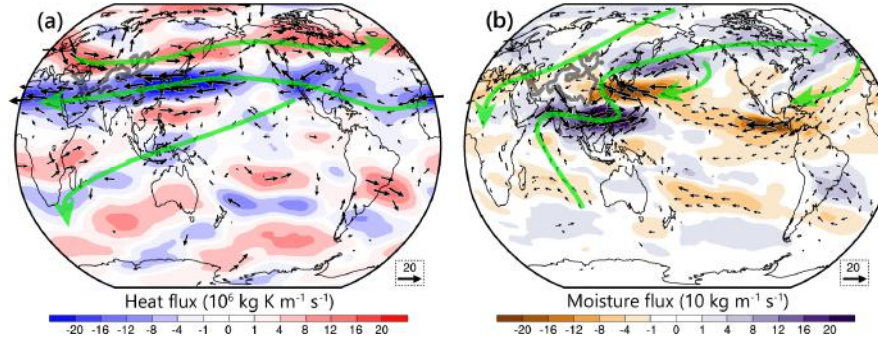 (a)
(b)
20
20
Heat flux (10⁶ kg K m⁻¹ s⁻¹)
Moisture flux (10 kg m⁻¹ s⁻¹)
-20 -16 -12 -8 -4 -1 0 1 4 8 12 16 20
-20 -16 -12 -8 -4 -1 0 1 4 8 12 16 20